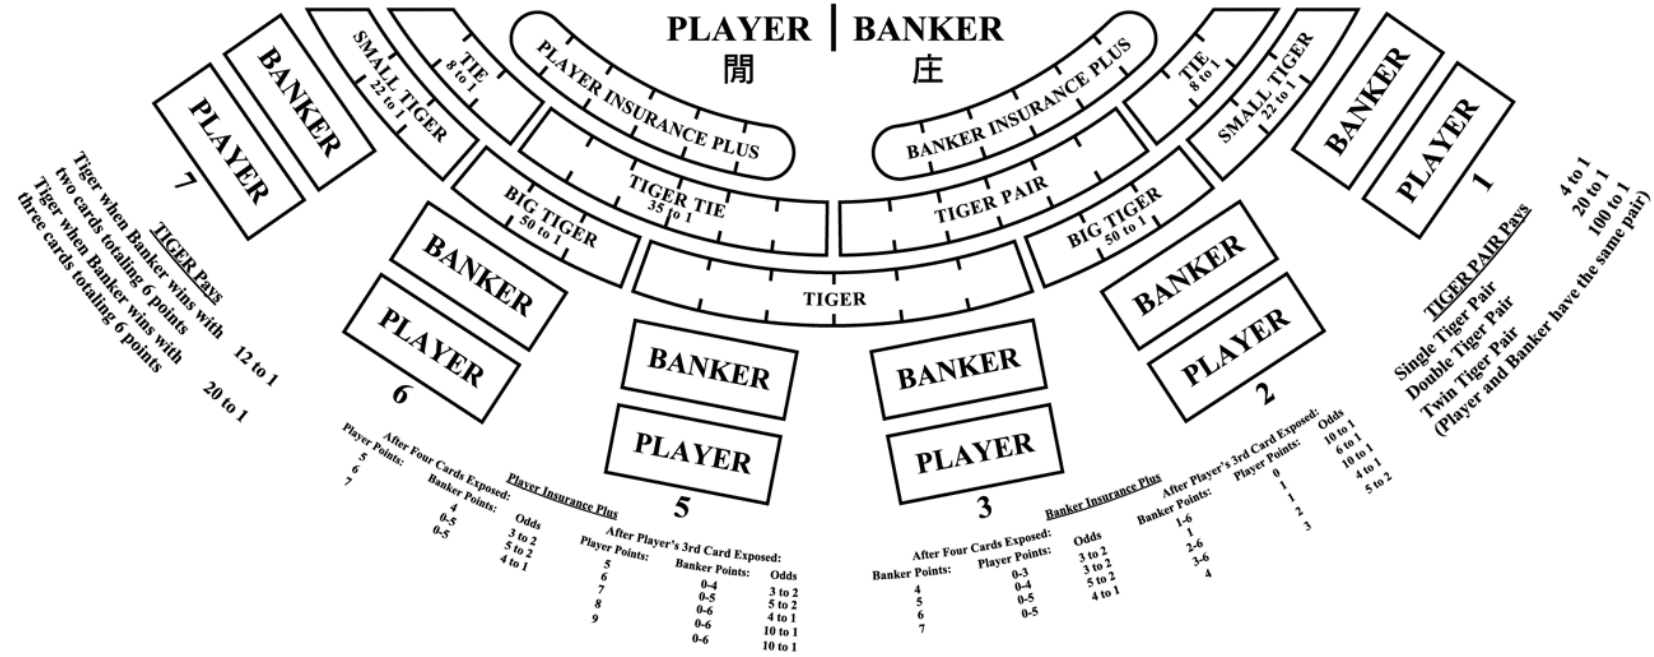 PLAYER | BANKER
閒 庄
PLAYER INSURANCE PLUS
BANKER INSURANCE PLUS
TIE
8 to 1
TIE
8 to 1
SMALL TIGER
22 to 1
SMALL TIGER
22 to 1
TIGER TIE
35 to 1
TIGER PAIR
BIG TIGER
50 to 1
BIG TIGER
50 to 1
TIGER
BANKER
PLAYER
7
BANKER
PLAYER
6
BANKER
PLAYER
5
BANKER
PLAYER
3
BANKER
PLAYER
2
BANKER
PLAYER
1
TIGER Pays
Tiger when Banker wins with
two cards totaling 6 points 12 to 1
Tiger when Banker wins with
three cards totaling 6 points 20 to 1
TIGER PAIR Pays
Single Tiger Pair 4 to 1
Double Tiger Pair 20 to 1
Twin Tiger Pair 100 to 1
(Player and Banker have the same pair)
Player Insurance Plus
After Four Cards Exposed:
Player Points: Banker Points: Odds
5 4 3 to 2
6 0-5 5 to 2
7 0-5 4 to 1
After Player's 3rd Card Exposed:
Player Points: Banker Points: Odds
5 0-4 3 to 2
6 0-5 5 to 2
7 0-6 4 to 1
8 0-6 10 to 1
9 0-6 10 to 1
Banker Insurance Plus
After Four Cards Exposed:
Banker Points: Player Points: Odds
4 0-3 3 to 2
5 0-4 3 to 2
6 0-5 5 to 2
7 0-5 4 to 1
After Player's 3rd Card Exposed:
Banker Points: Player Points: Odds
1-6 0 10 to 1
1 1 6 to 1
2-6 1 10 to 1
3-6 2 4 to 1
4 3 5 to 2